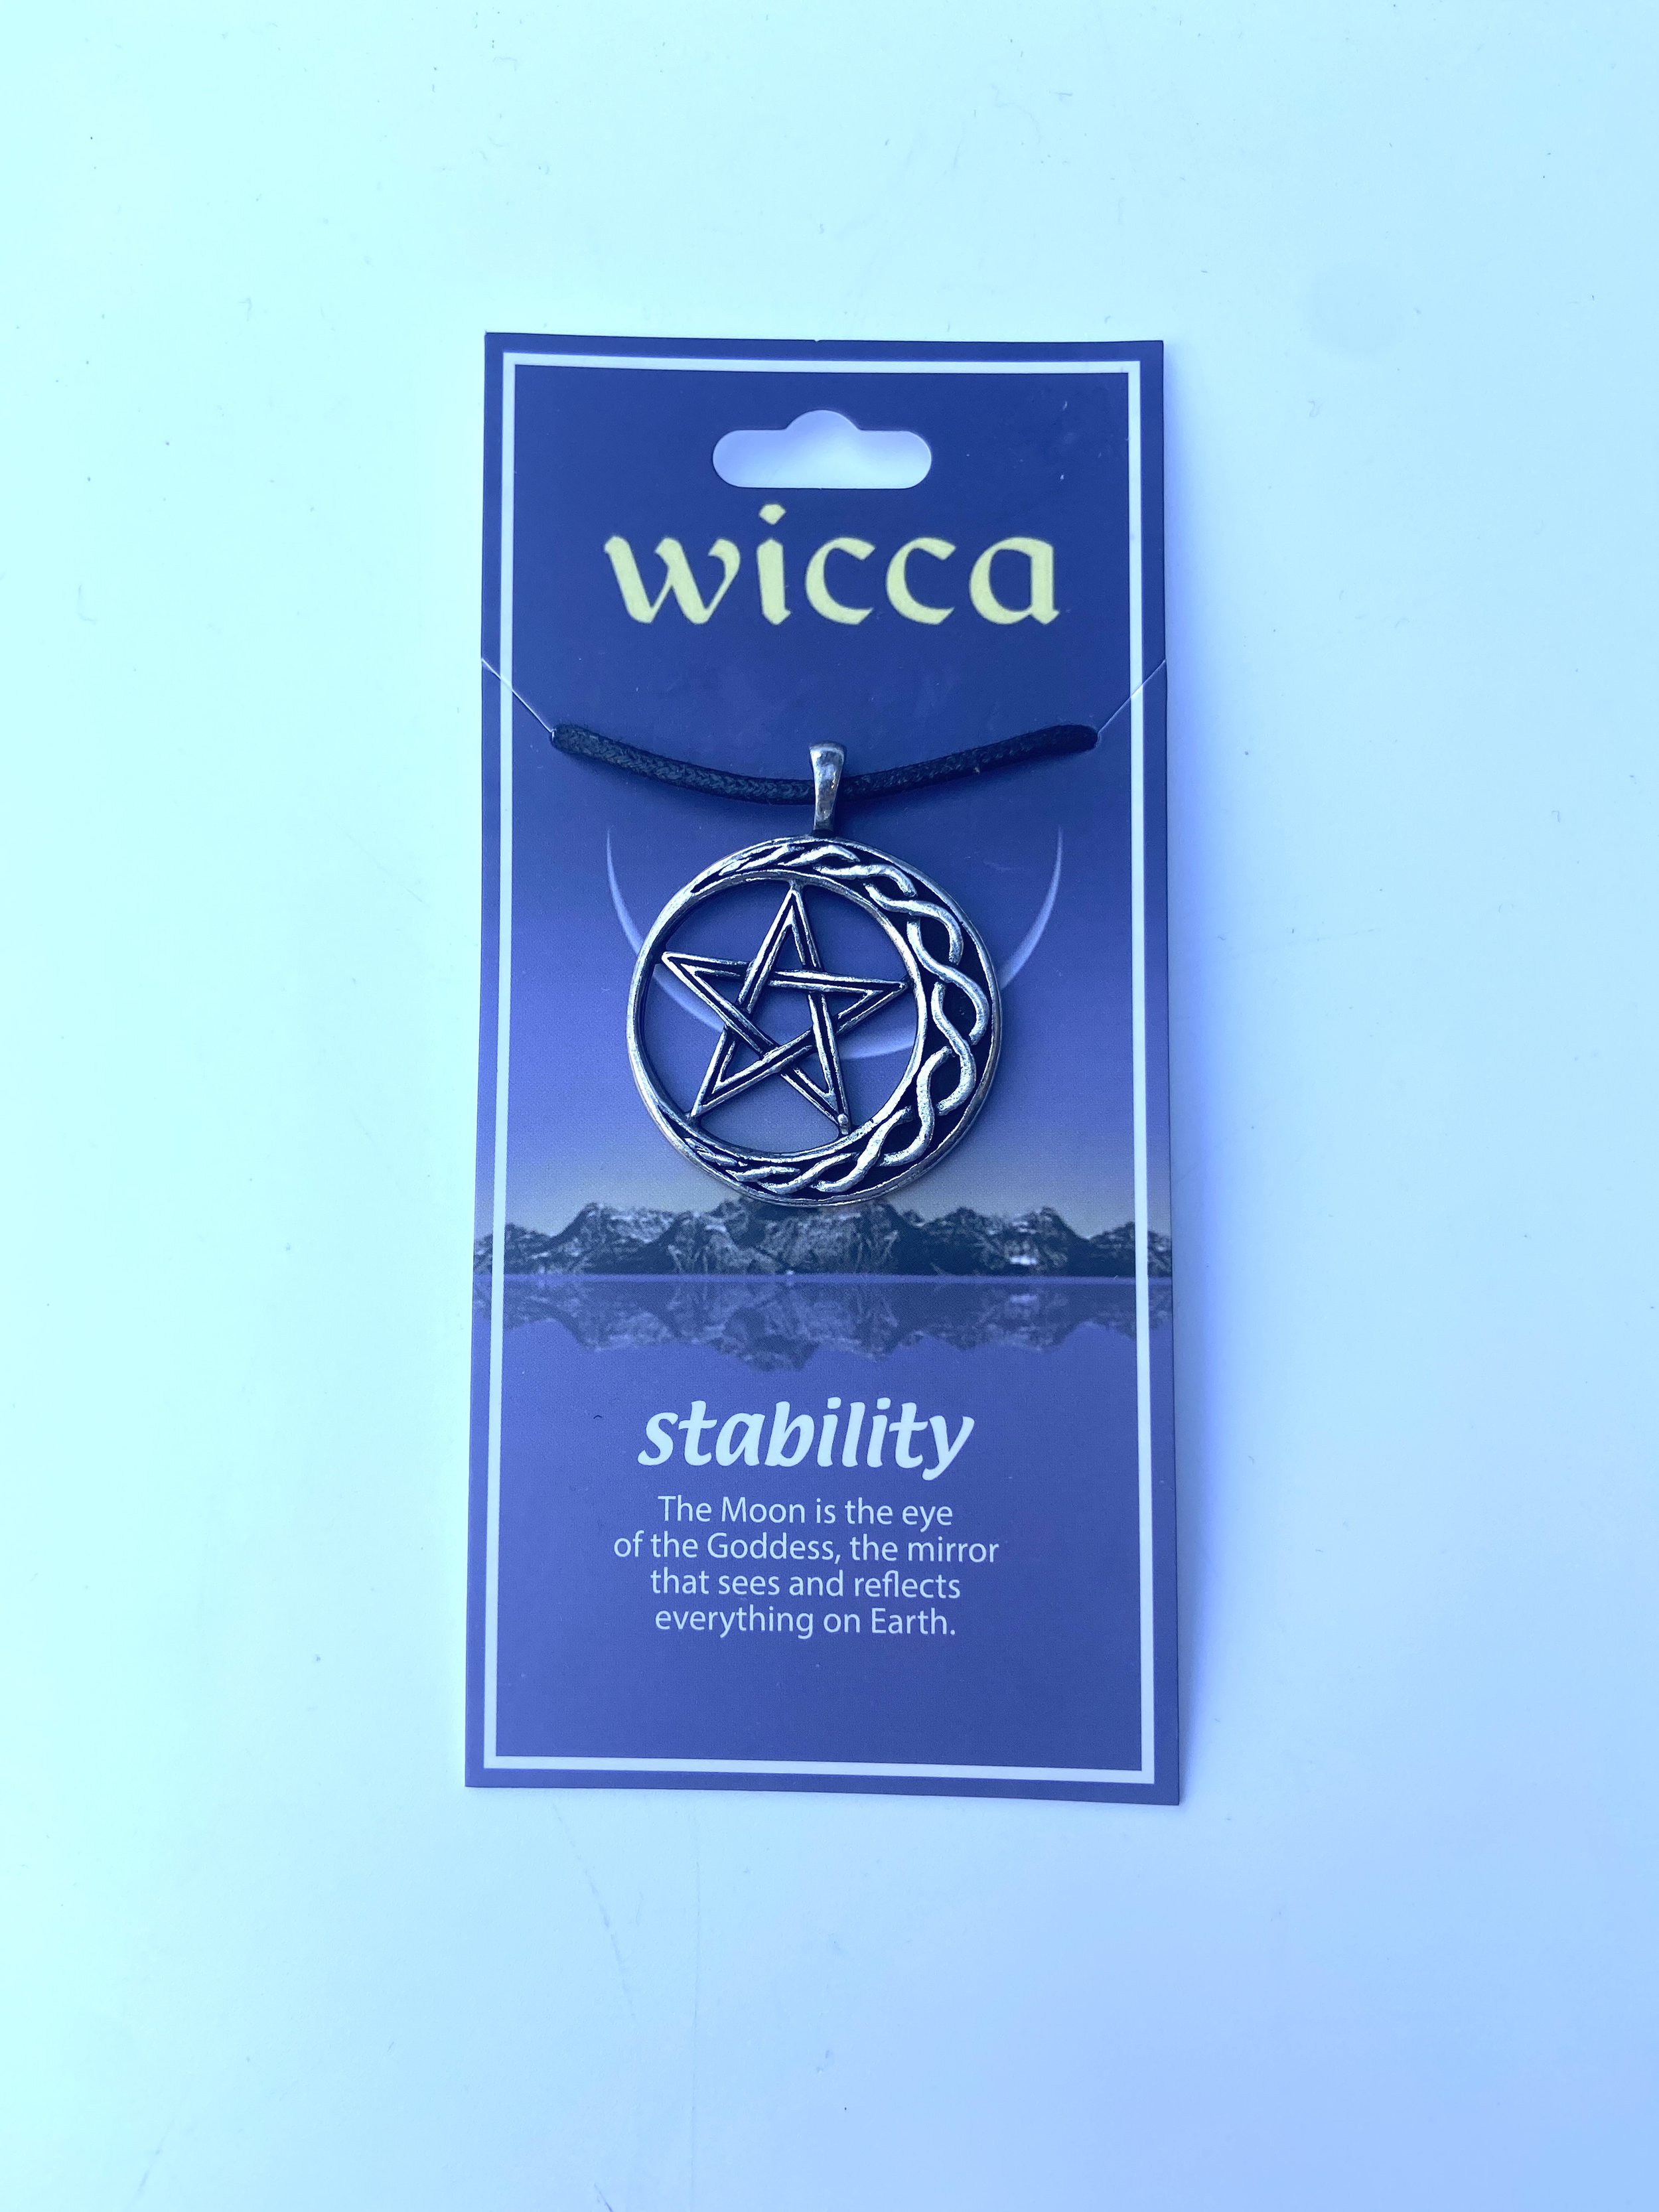 wicca
stability
The Moon is the eye
of the Goddess, the mirror
that sees and reflects
everything on Earth.